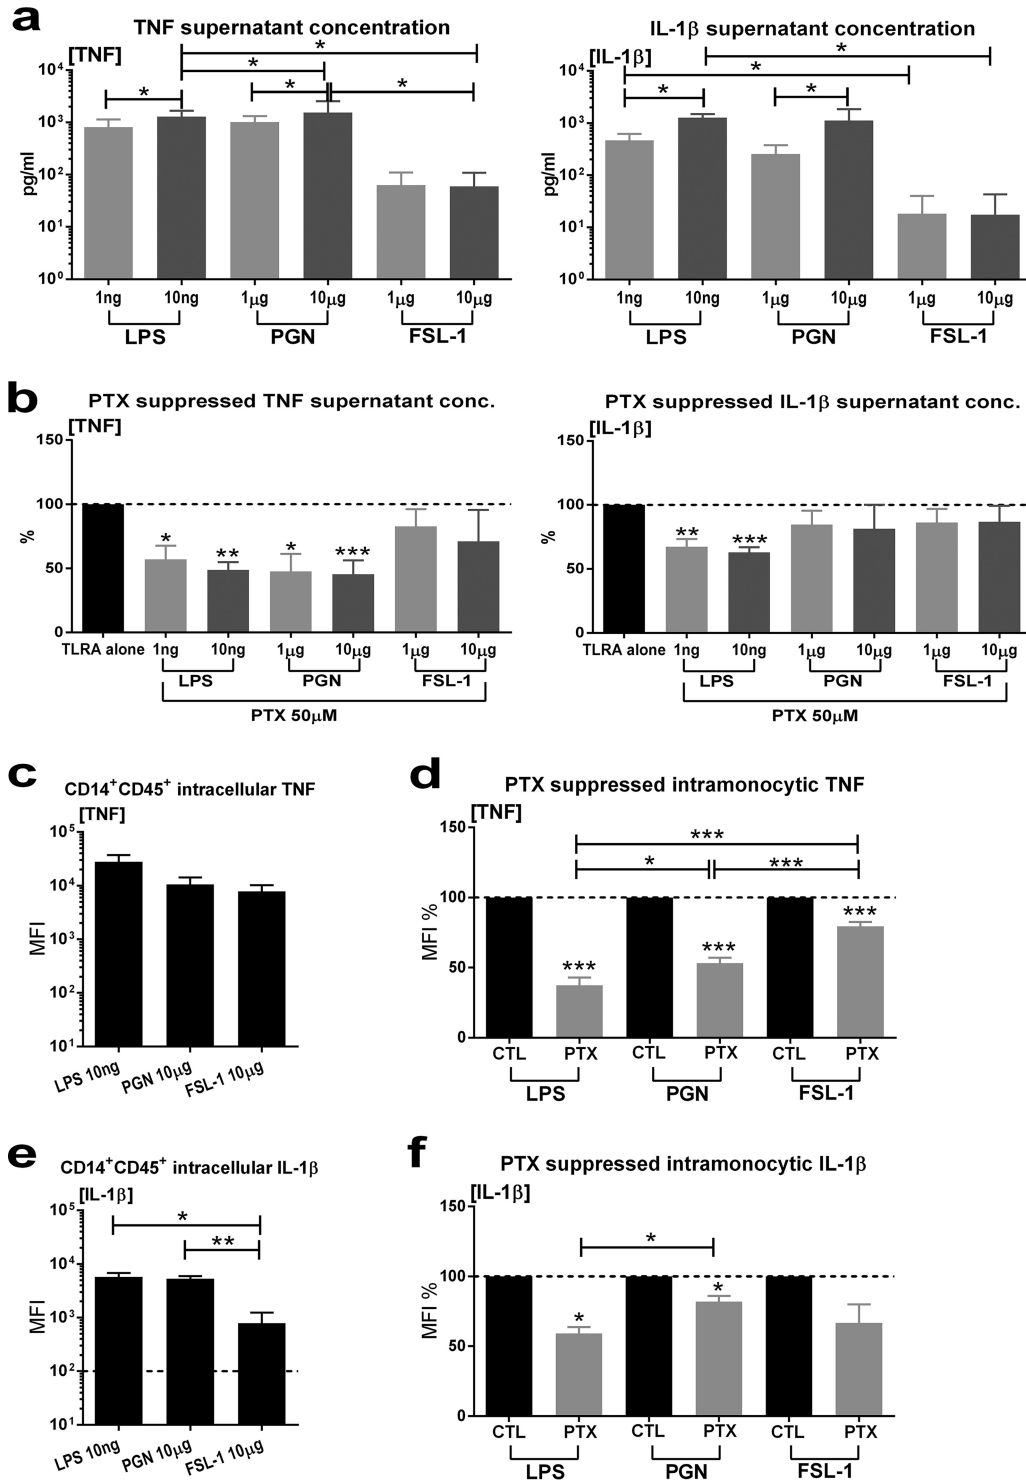 a
TNF supernatant concentration
[TNF]
pg/ml
10⁴
10³
10²
10¹
10⁰
* * * * *
1ng 10ng 1μg 10μg 1μg 10μg
LPS PGN FSL-1
IL-1β supernatant concentration
[IL-1β]
pg/ml
10⁴
10³
10²
10¹
10⁰
* * * *
1ng 10ng 1μg 10μg 1μg 10μg
LPS PGN FSL-1
b
PTX suppressed TNF supernatant conc.
[TNF]
%
150
100
50
0
* ** * ***
TLRA alone 1ng 10ng 1μg 10μg 1μg 10μg
LPS PGN FSL-1
PTX 50μM
PTX suppressed IL-1β supernatant conc.
[IL-1β]
%
150
100
50
0
** ***
TLRA alone 1ng 10ng 1μg 10μg 1μg 10μg
LPS PGN FSL-1
PTX 50μM
c
CD14⁺CD45⁺ intracellular TNF
[TNF]
MFI
10⁵
10⁴
10³
10²
10¹
LPS 10ng PGN 10μg FSL-1 10μg
d
PTX suppressed intramonocytic TNF
[TNF]
MFI %
150
100
50
0
***
* ***
*** *** ***
CTL PTX CTL PTX CTL PTX
LPS PGN FSL-1
e
CD14⁺CD45⁺ intracellular IL-1β
[IL-1β]
MFI
10⁵
10⁴
10³
10²
10¹
*
**
LPS 10ng PGN 10μg FSL-1 10μg
f
PTX suppressed intramonocytic IL-1β
[IL-1β]
MFI %
150
100
50
0
*
* *
CTL PTX CTL PTX CTL PTX
LPS PGN FSL-1